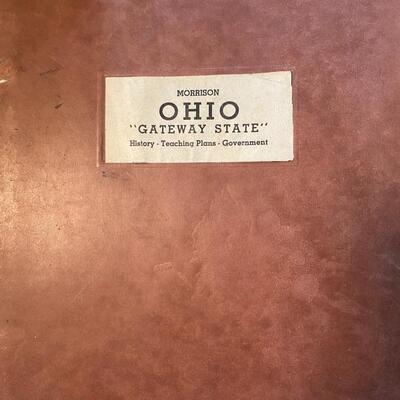 MORRISON
OHIO
"GATEWAY STATE"
History - Teaching Plans - Government